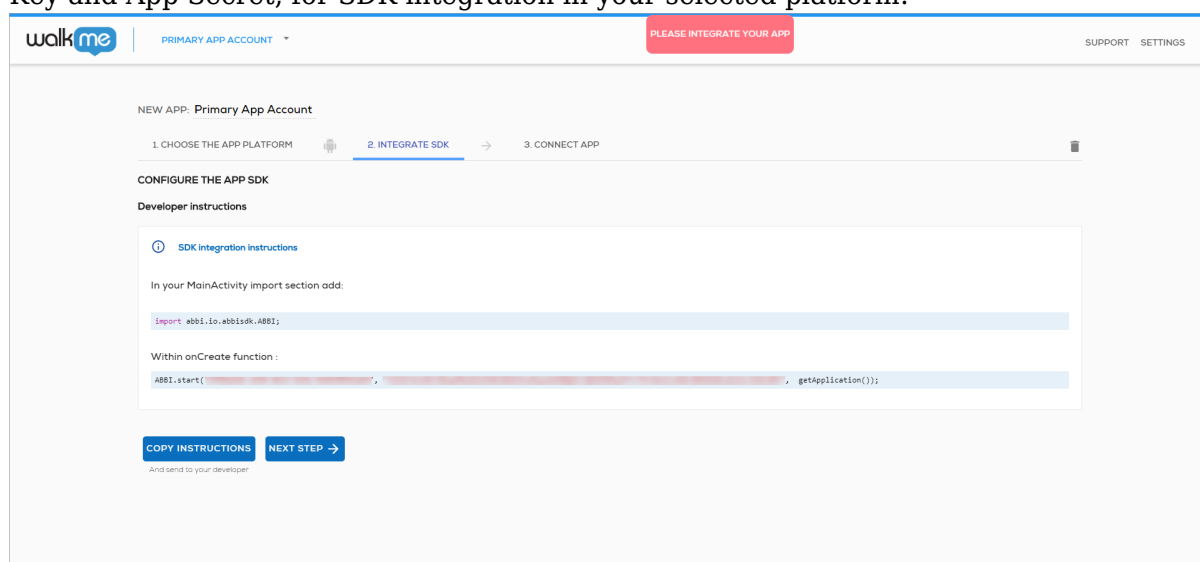 Key and App Secret, for SDK integration in your selected platform.
walkme
PRIMARY APP ACCOUNT
PLEASE INTEGRATE YOUR APP
SUPPORT SETTINGS
NEW APP: Primary App Account
1. CHOOSE THE APP PLATFORM
2. INTEGRATE SDK
3. CONNECT APP
CONFIGURE THE APP SDK
Developer instructions
SDK integration instructions
In your MainActivity import section add:
import abbi.io.abbisdk.ABBI;
Within onCreate function :
ABBI.start(' ', ' ', getApplication());
COPY INSTRUCTIONS
NEXT STEP →
And send to your developer